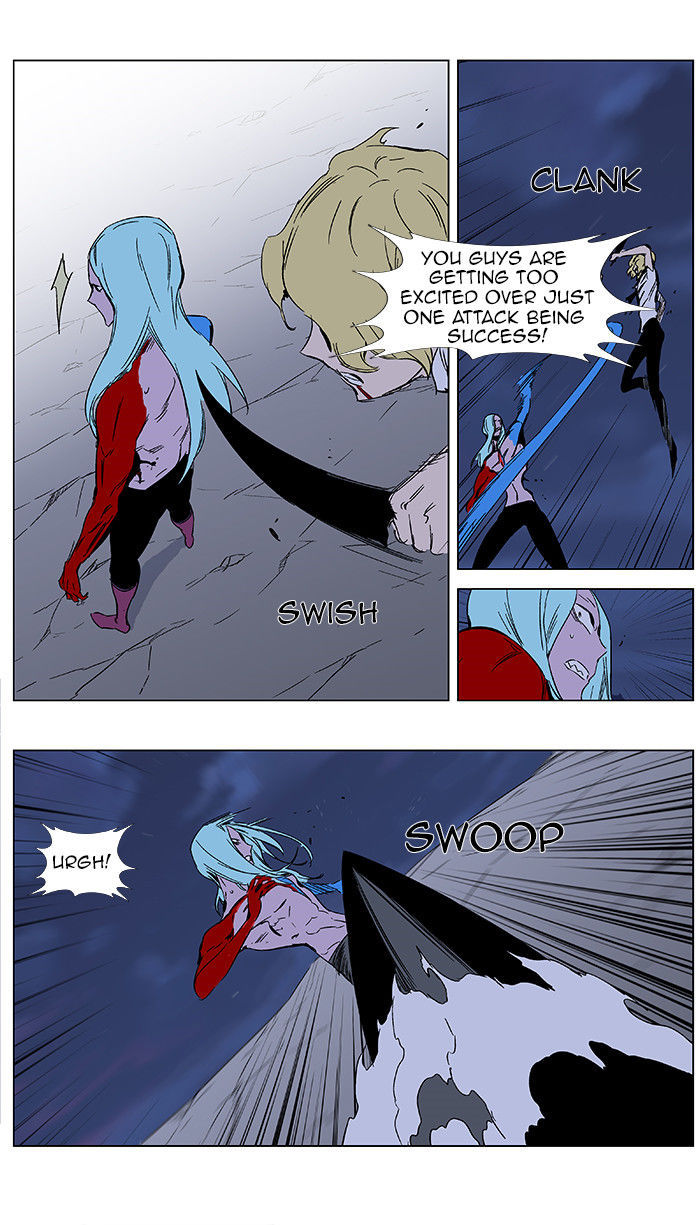 CLANK
YOU GUYS ARE
GETTING TOO
EXCITED OVER JUST
ONE ATTACK BEING
SUCCESS!
SWISH
URGH!
SWOOP